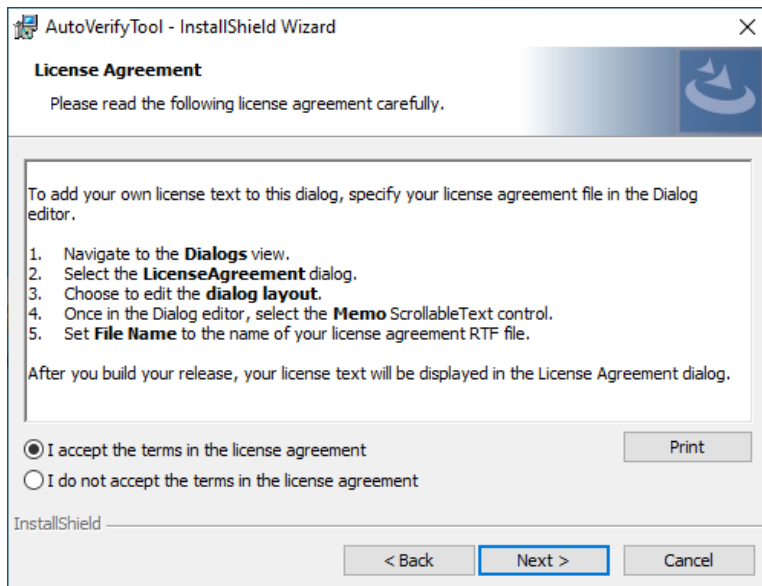 AutoVerifyTool - InstallShield Wizard
License Agreement
Please read the following license agreement carefully.
To add your own license text to this dialog, specify your license agreement file in the Dialog
editor.
1. Navigate to the Dialogs view.
2. Select the LicenseAgreement dialog.
3. Choose to edit the dialog layout.
4. Once in the Dialog editor, select the Memo ScrollableText control.
5. Set File Name to the name of your license agreement RTF file.
After you build your release, your license text will be displayed in the License Agreement dialog.
I accept the terms in the license agreement
Print
I do not accept the terms in the license agreement
InstallShield
< Back
Next >
Cancel